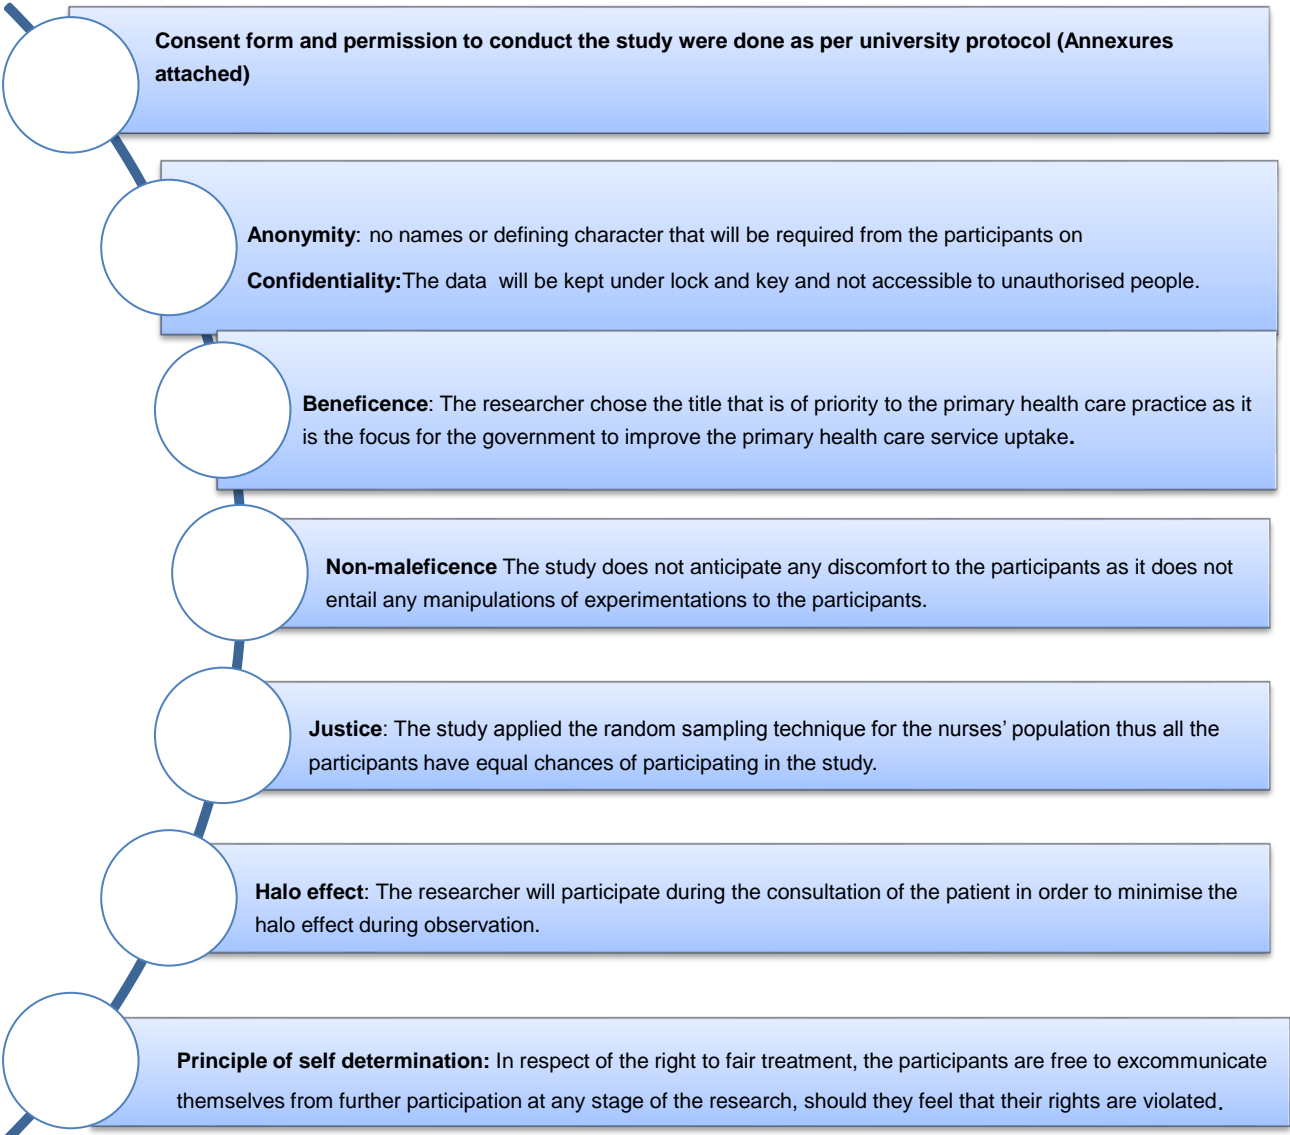 Consent form and permission to conduct the study were done as per university protocol (Annexures
attached)
Anonymity: no names or defining character that will be required from the participants on
Confidentiality:The data will be kept under lock and key and not accessible to unauthorised people.
Beneficence: The researcher chose the title that is of priority to the primary health care practice as it
is the focus for the government to improve the primary health care service uptake.
Non-maleficence The study does not anticipate any discomfort to the participants as it does not
entail any manipulations of experimentations to the participants.
Justice: The study applied the random sampling technique for the nurses’ population thus all the
participants have equal chances of participating in the study.
Halo effect: The researcher will participate during the consultation of the patient in order to minimise the
halo effect during observation.
Principle of self determination: In respect of the right to fair treatment, the participants are free to excommunicate
themselves from further participation at any stage of the research, should they feel that their rights are violated.